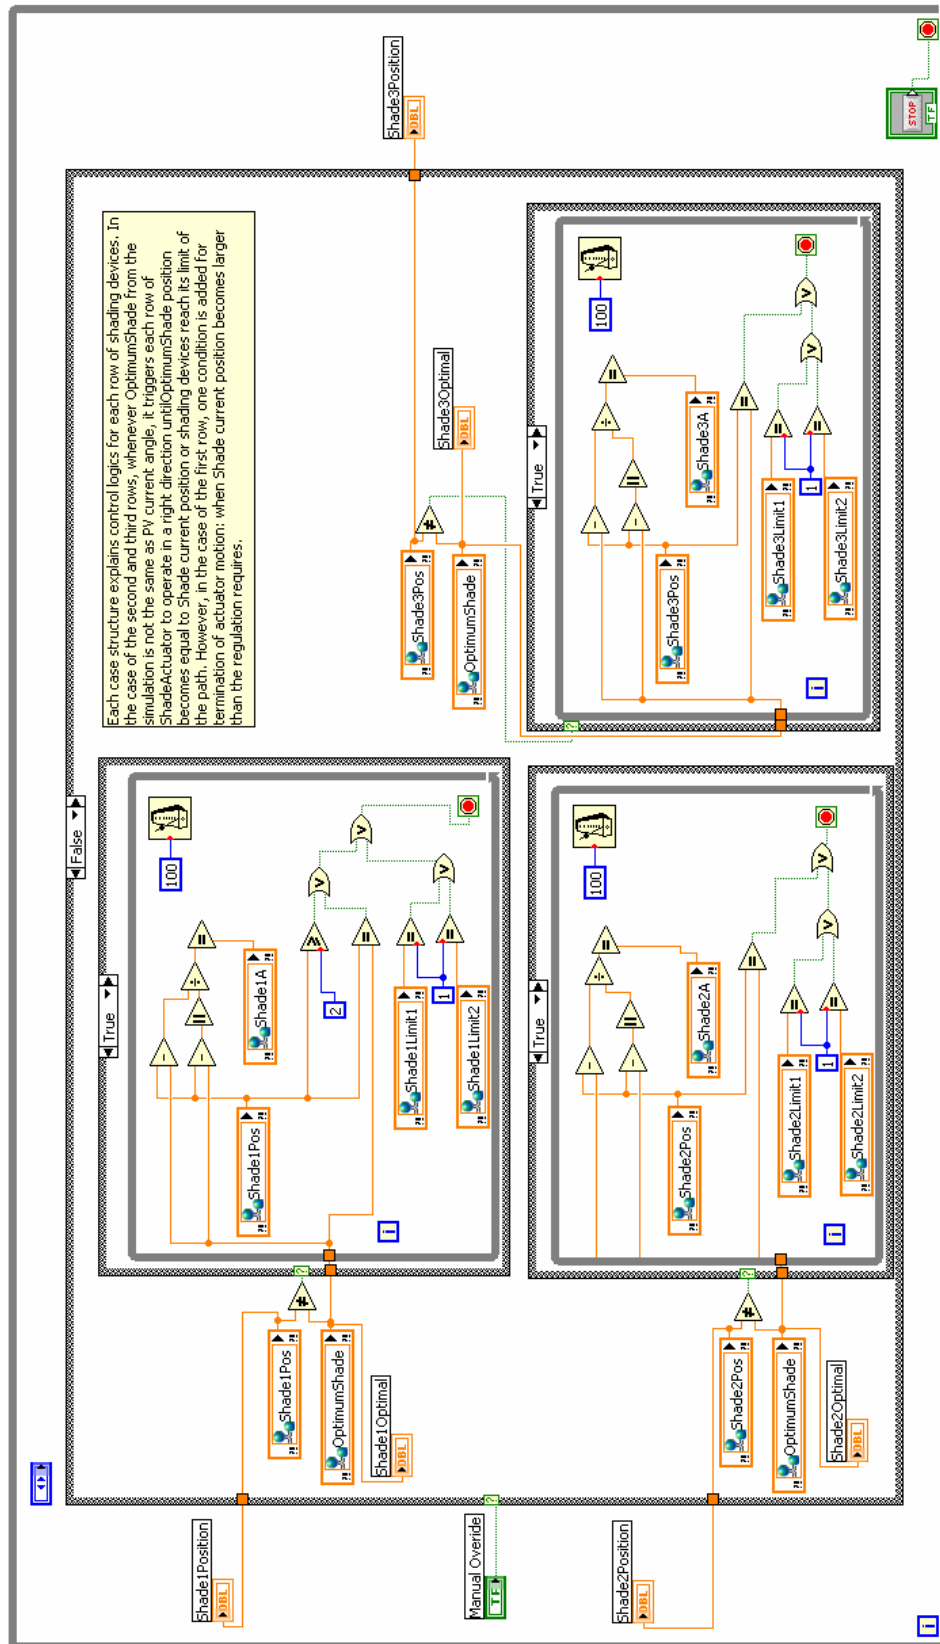 Each case structure explains control logics for each row of shading devices. In
the case of the second and third rows, whenever OptimumShade from the
simulation is not the same as PV current angle, it triggers each row of
ShadeActuator to operate in a right direction untilOptimumShade position
becomes equal to Shade current position or shading devices reach its limit of
the path. However, in the case of the first row, one condition is added for
termination of actuator motion: when Shade current position becomes larger
than the regulation requires.
False
Shade1Position
DBL
Shade1Pos
OptimumShade
Shade1Optimal
DBL
True
Shade1Pos
Shade1A
100
2
Shade1Limit1
1
Shade1Limit2
i
Manual Overide
TF
Shade2Position
DBL
Shade2Pos
OptimumShade
Shade2Optimal
DBL
True
Shade2Pos
Shade2A
100
Shade2Limit1
1
Shade2Limit2
i
Shade3Position
DBL
Shade3Optimal
DBL
Shade3Pos
OptimumShade
True
Shade3Pos
Shade3A
100
Shade3Limit1
1
Shade3Limit2
i
STOP
TF
i